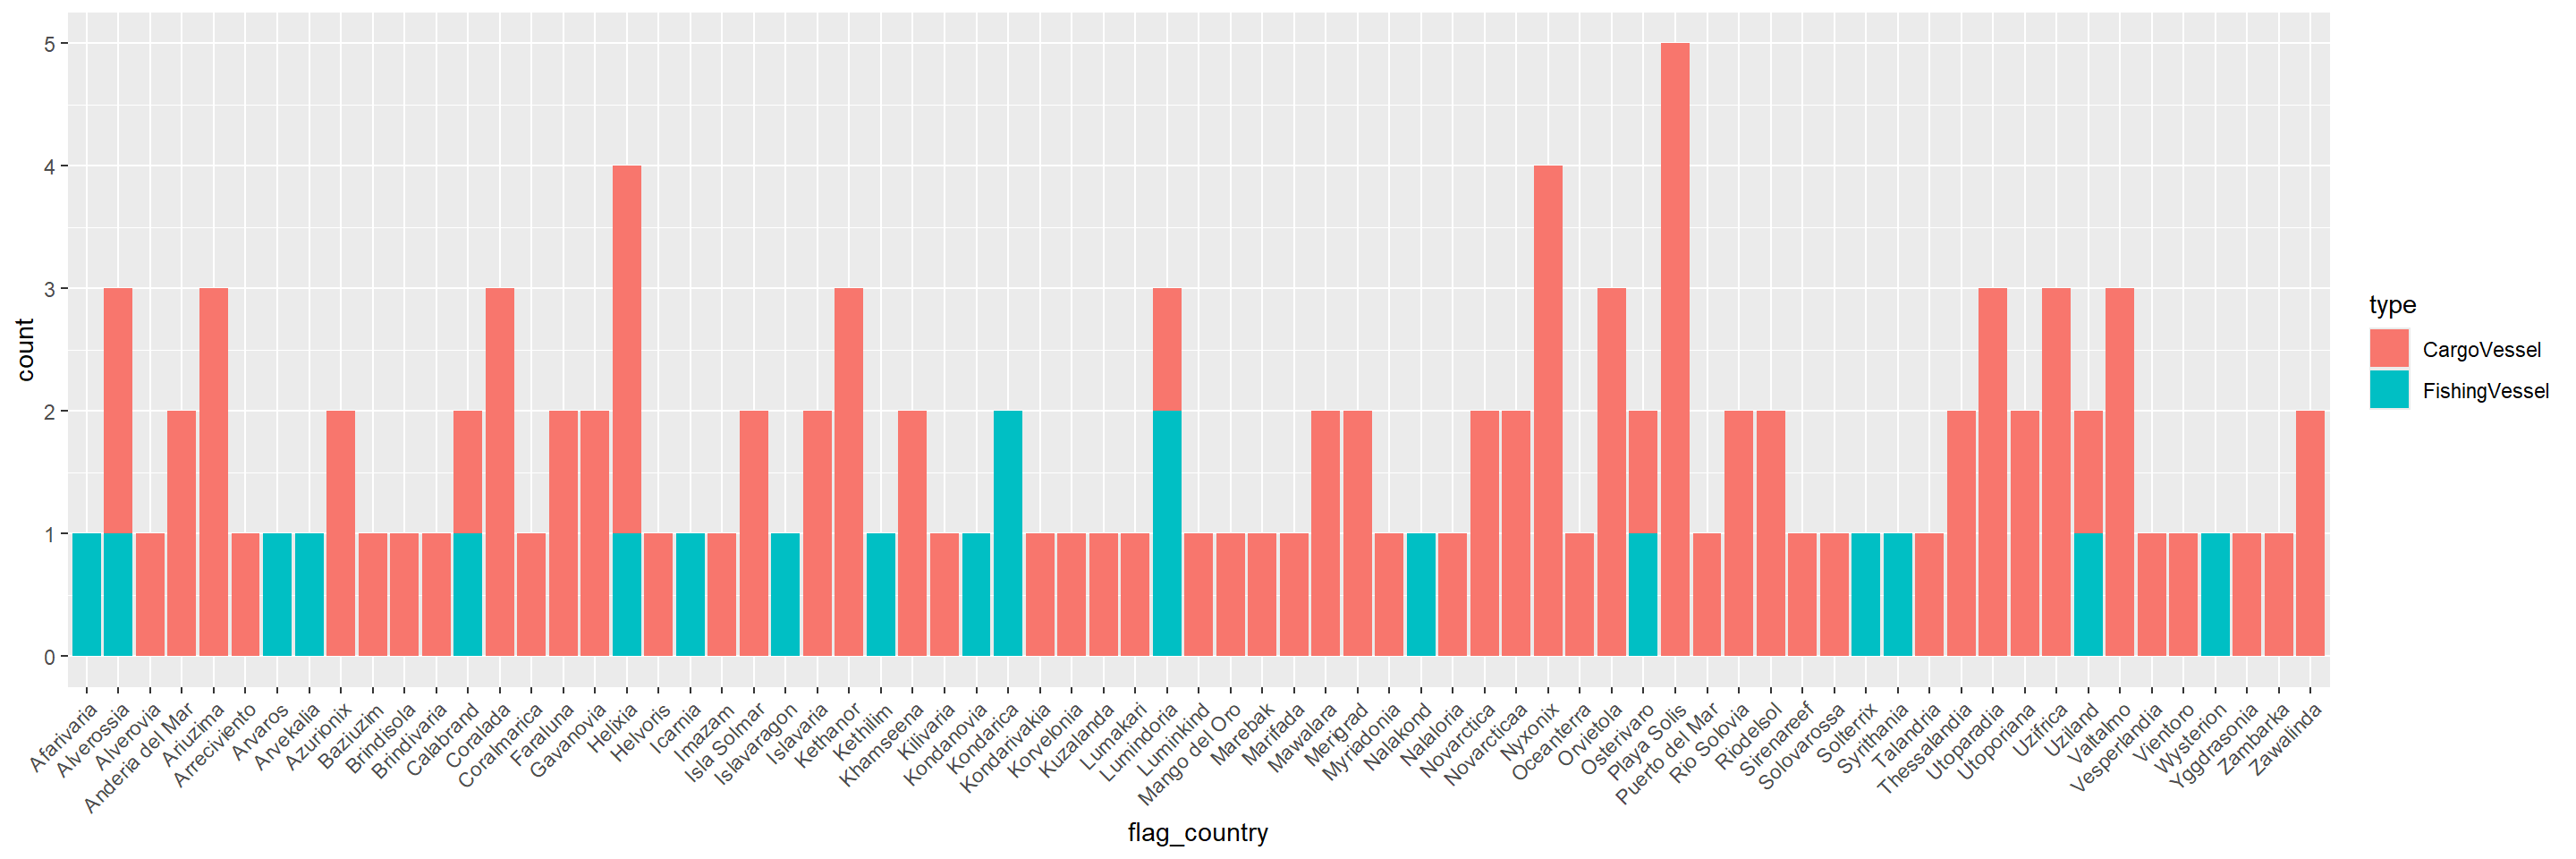 5
4
3
2
1
0
count
Afarivaria
Alverossia
Alverovia
Anderia del Mar
Ariuzima
Arreciviento
Arvaros
Arvekalia
Azurionix
Baziuzim
Brindisola
Brindivaria
Calabrand
Coralada
Coralmarica
Faraluna
Gavanovia
Helixia
Helvoris
Icarnia
Imazam
Isla Solmar
Islavaragon
Islavaria
Kethanor
Kethilim
Khamseena
Kilivaria
Kondanovia
Kondarica
Kondarivakia
Korvelonia
Kuzalanda
Lumakari
Lumindoria
Luminkind
Mango del Oro
Marebak
Marifada
Mawalara
Merigrad
Myriadonia
Nalakond
Naloria
Novarctica
Novarcticaa
Nyxonix
Oceanterra
Orvietola
Osterivaro
Playa Solis
Puerto del Mar
Rio Solovia
Riodelsol
Sirenareef
Solovarossa
Solterrix
Syrithania
Talandria
Thessalandia
Utoparadia
Utoporiana
Uzifrica
Uziland
Valtalmo
Vesperlandia
Vientoro
Wysterion
Yggdrasonia
Zambarka
Zawalinda
flag_country
type
CargoVessel
FishingVessel